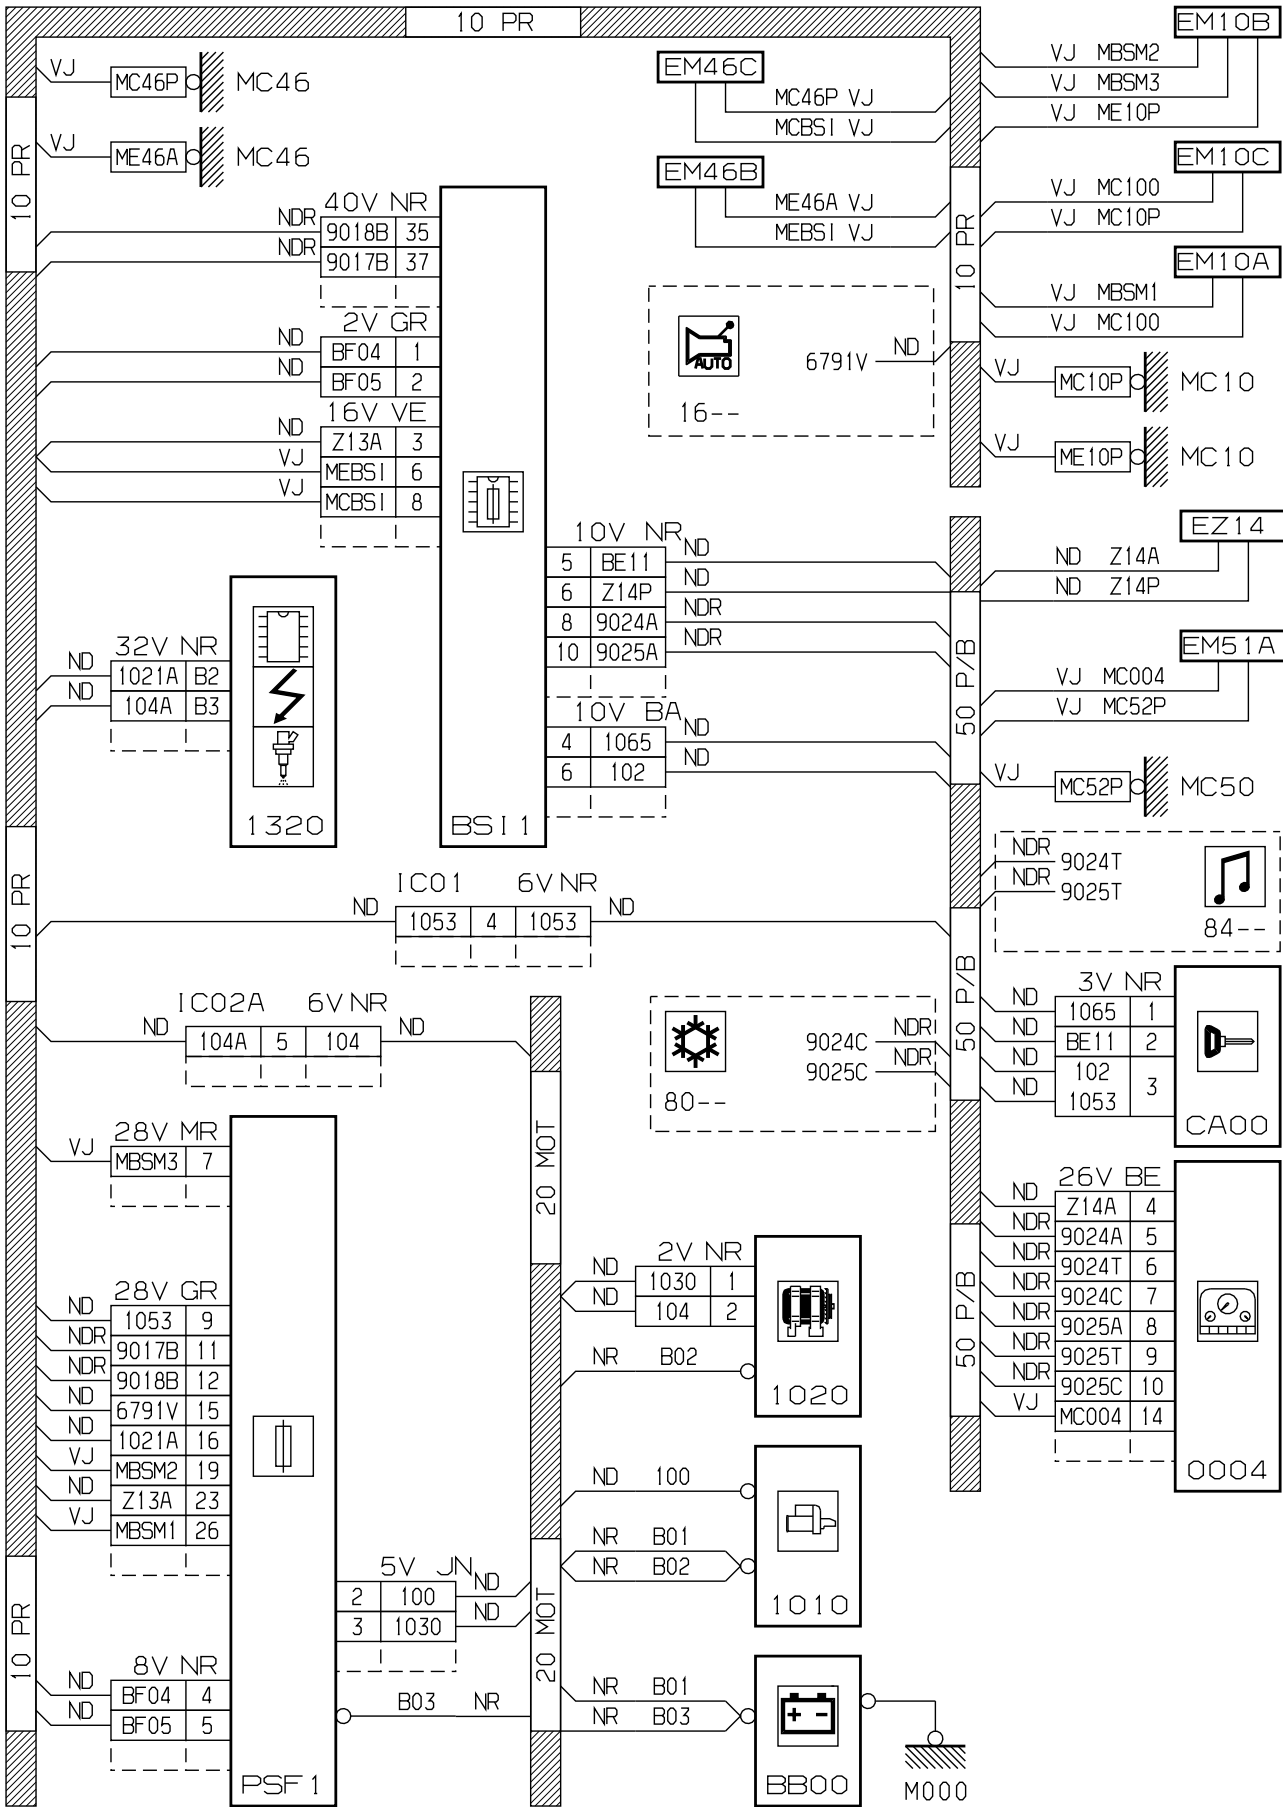 10 PR
EM10B
VJ MBSM2
VJ MBSM3
VJ ME10P
VJ
MC46P
MC46
EM46C
MC46P VJ
MCBSI VJ
VJ
ME46A
MC46
10 PR
EM10C
VJ MC100
VJ MC10P
EM46B
ME46A VJ
MEBSI VJ
10 PR
40V NR
NDR 9018B 35
NDR 9017B 37
EM10A
VJ MBSM1
VJ MC100
2V GR
ND BF04 1
ND BF05 2
AUTO
6791V ND
16--
VJ
MC10P
MC10
16V VE
ND Z13A 3
VJ MEBSI 6
VJ MCBSI 8
VJ
ME10P
MC10
10V NR
5 BE11 ND
6 Z14P ND
8 9024A NDR
10 9025A NDR
EZ14
ND Z14A
ND Z14P
EM51A
VJ MC004
VJ MC52P
50 P/B
32V NR
ND 1021A B2
ND 104A B3
1320
10V BA
4 1065 ND
6 102 ND
BSI1
VJ
MC52P
MC50
NDR 9024T
NDR 9025T
84--
10 PR
IC01 6V NR
ND 1053 4 1053 ND
50 P/B
3V NR
ND 1065 1
ND BE11 2
ND 102 3
ND 1053
CA00
IC02A 6V NR
ND 104A 5 104 ND
9024C NDR
9025C NDR
80--
28V MR
VJ MBSM3 7
20 MOT
26V BE
ND Z14A 4
NDR 9024A 5
NDR 9024T 6
NDR 9024C 7
NDR 9025A 8
NDR 9025T 9
NDR 9025C 10
VJ MC004 14
0004
50 P/B
2V NR
ND 1030 1
ND 104 2
NR B02
1020
28V GR
ND 1053 9
NDR 9017B 11
NDR 9018B 12
ND 6791V 15
ND 1021A 16
VJ MBSM2 19
ND Z13A 23
VJ MBSM1 26
ND 100
NR B01
NR B02
1010
5V JN
2 100 ND
3 1030 ND
10 PR
20 MOT
8V NR
ND BF04 4
ND BF05 5
B03 NR
PSF1
NR B01
NR B03
+ -
BB00
M000